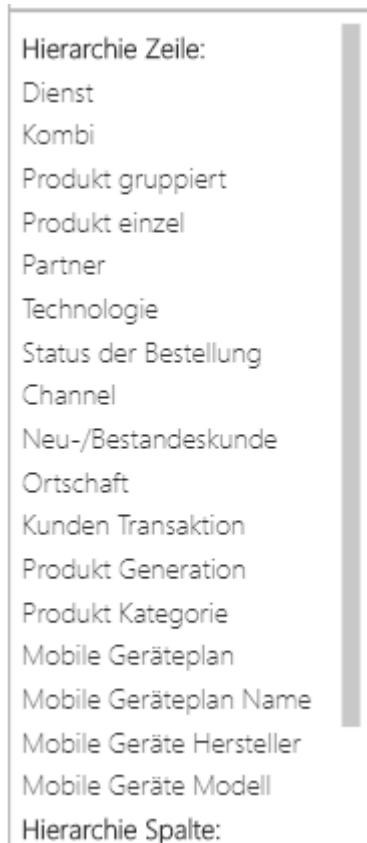 Hierarchie Zeile:
Dienst
Kombi
Produkt gruppiert
Produkt einzel
Partner
Technologie
Status der Bestellung
Channel
Neu-/Bestandeskunde
Ortschaft
Kunden Transaktion
Produkt Generation
Produkt Kategorie
Mobile Geräteplan
Mobile Geräteplan Name
Mobile Geräte Hersteller
Mobile Geräte Modell
Hierarchie Spalte: